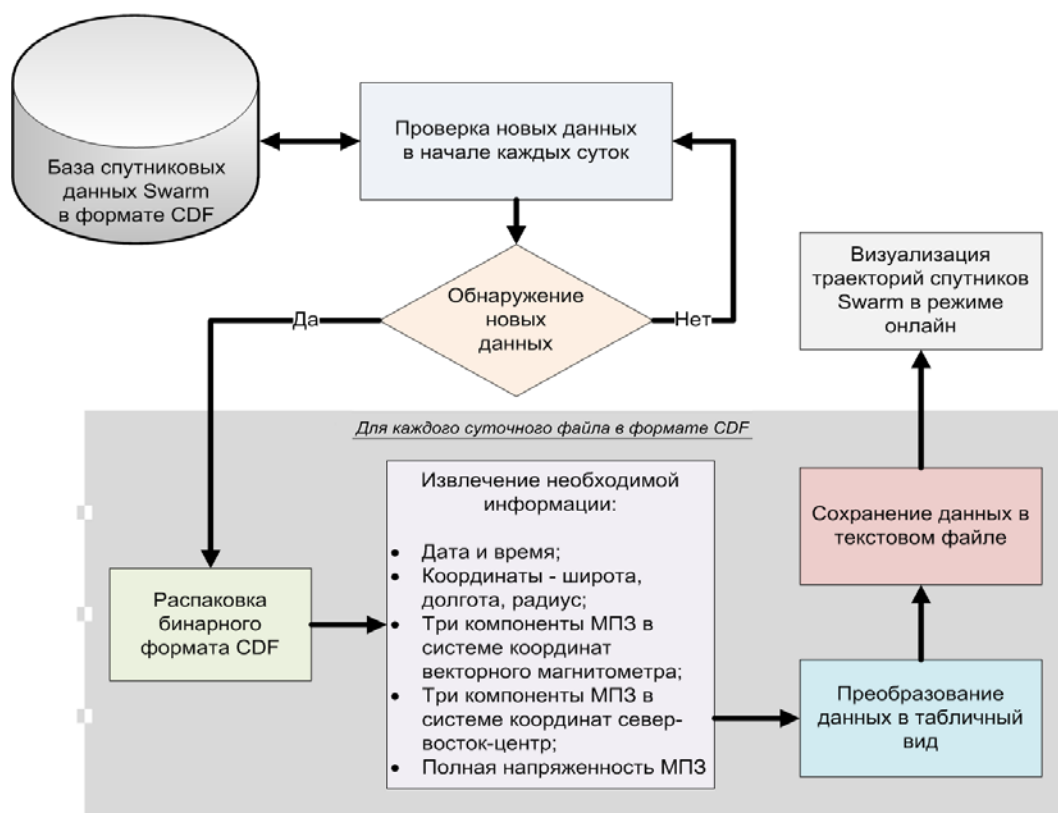 База спутниковых
данных Swarm
в формате CDF
Проверка новых данных
в начале каждых суток
Обнаружение
новых
данных
Да
Нет
Визуализация
траекторий спутников
Swarm в режиме
онлайн
Для каждого суточного файла в формате CDF
Распаковка
бинарного
формата CDF
Извлечение необходимой
информации:
• Дата и время;
• Координаты - широта,
долгота, радиус;
• Три компоненты МПЗ в
системе координат
векторного магнитометра;
• Три компоненты МПЗ в
системе координат север-
восток-центр;
• Полная напряженность МПЗ
Сохранение данных в
текстовом файле
Преобразование
данных в табличный
вид